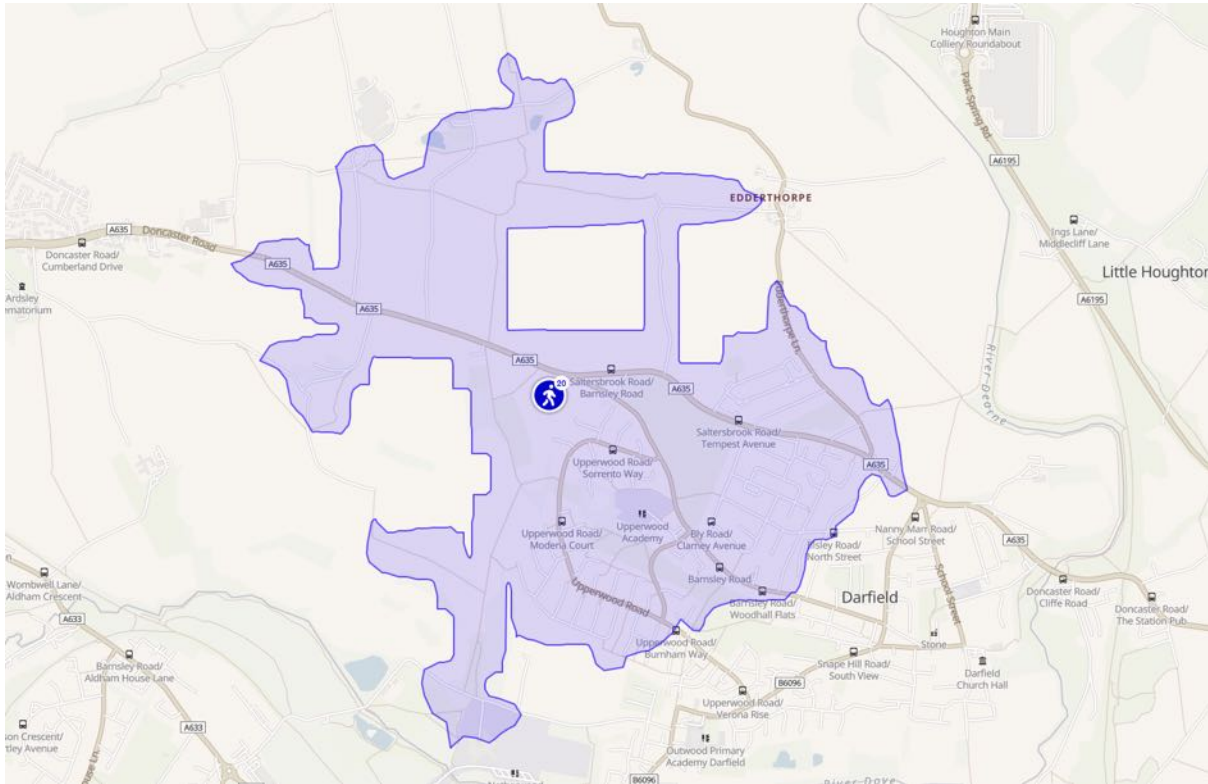 Houghton Main
Colliery Roundabout
Park Spring Rd
A6195
EDDERTHORPE
Ings Lane/
Middlecliff Lane
A635
Doncaster Road
Doncaster Road/
Cumberland Drive
A635
Little Houghton
Ardsley
A6195
Edderthorpe Ln.
A635
River Dearne
A635
Saltersbrook Road/
Barnsley Road
20
A635
Saltersbrook Road/
Tempest Avenue
Upperwood Road/
Sorrento Way
A635
Upperwood
Academy
Upperwood Road/
Moderia Court
Ely Road/
Clarney Avenue
North Street
Nanny Marr Road/
School Street
A635
Barnsley Road
Upperwood Road
Barnsley Road/
Woodhall Flats
Darfield
School Street
Doncaster Road/
Cliffe Road
Doncaster Road/
The Station Pub
Wombwell Lane/
Aldham Crescent
A633
Stone
Upperwood Road/
Burnham Way
Barnsley Road/
Aldham House Lane
Snape Hill Road/
South View
Darfield
Church Hall
B6096
Upperwood Road/
Verona Rise
A633
Outwood Primary
Academy Darfield
B6096
River Dove